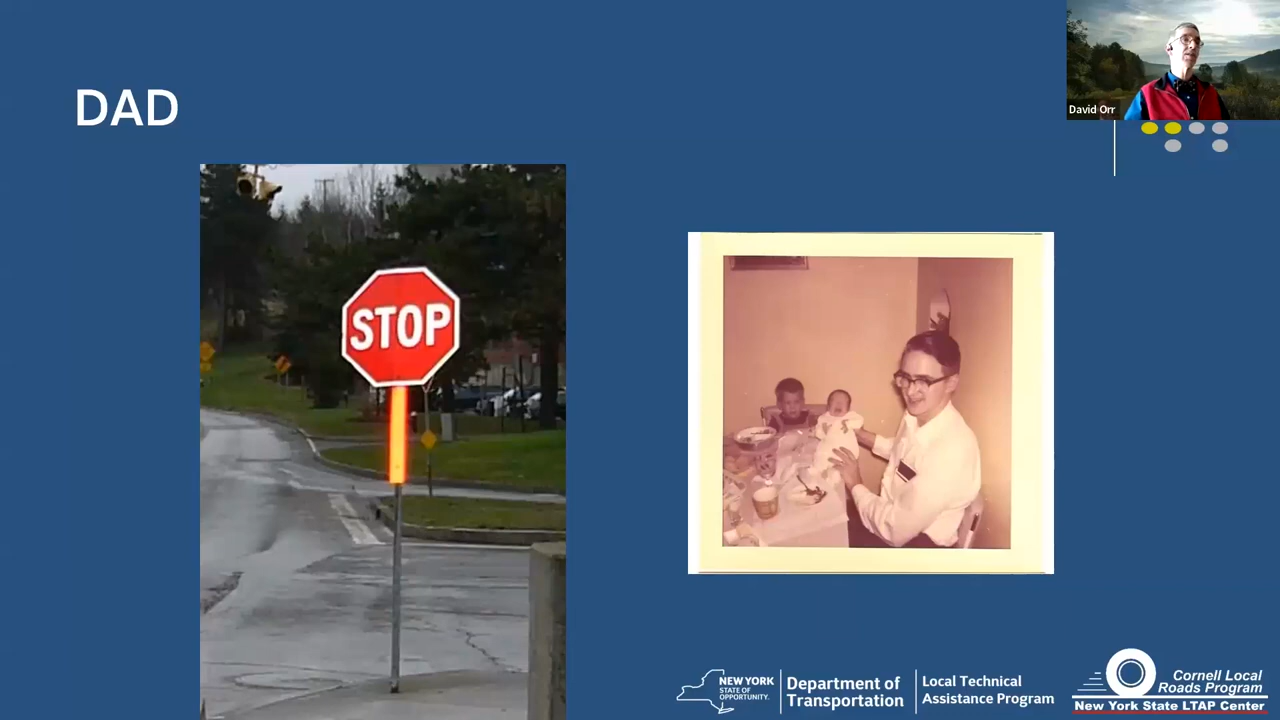 David Orr
DAD
STOP
NEW YORK
STATE OF
OPPORTUNITY.
Department of
Transportation
Local Technical
Assistance Program
Cornell Local
Roads Program
New York State LTAP Center